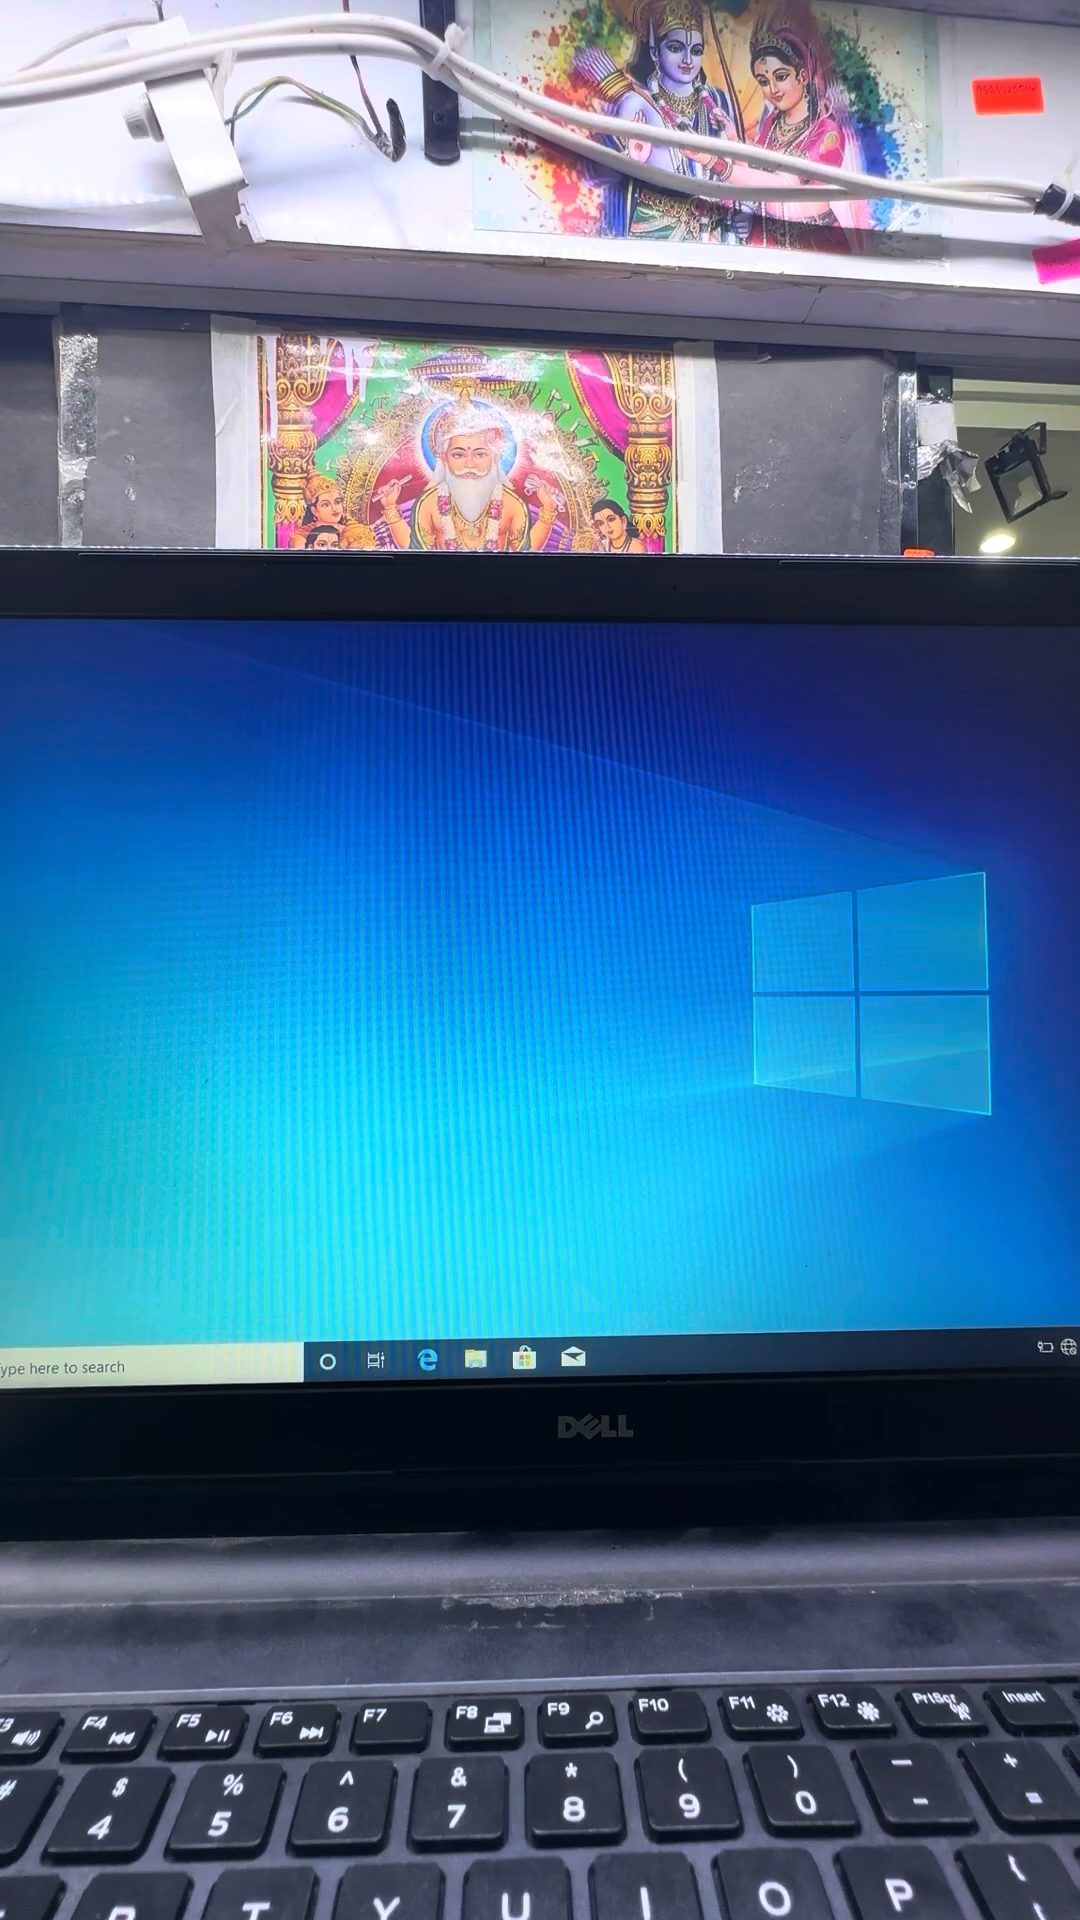 ype here to search
DELL
F3 F4 F5 F6 F7 F8 F9 F10 F11 F12 PrtScr Insert
# $ 4 % 5 ^ 6 & 7 * 8 ( 9 ) 0 _ - + =
R T Y U I O P {